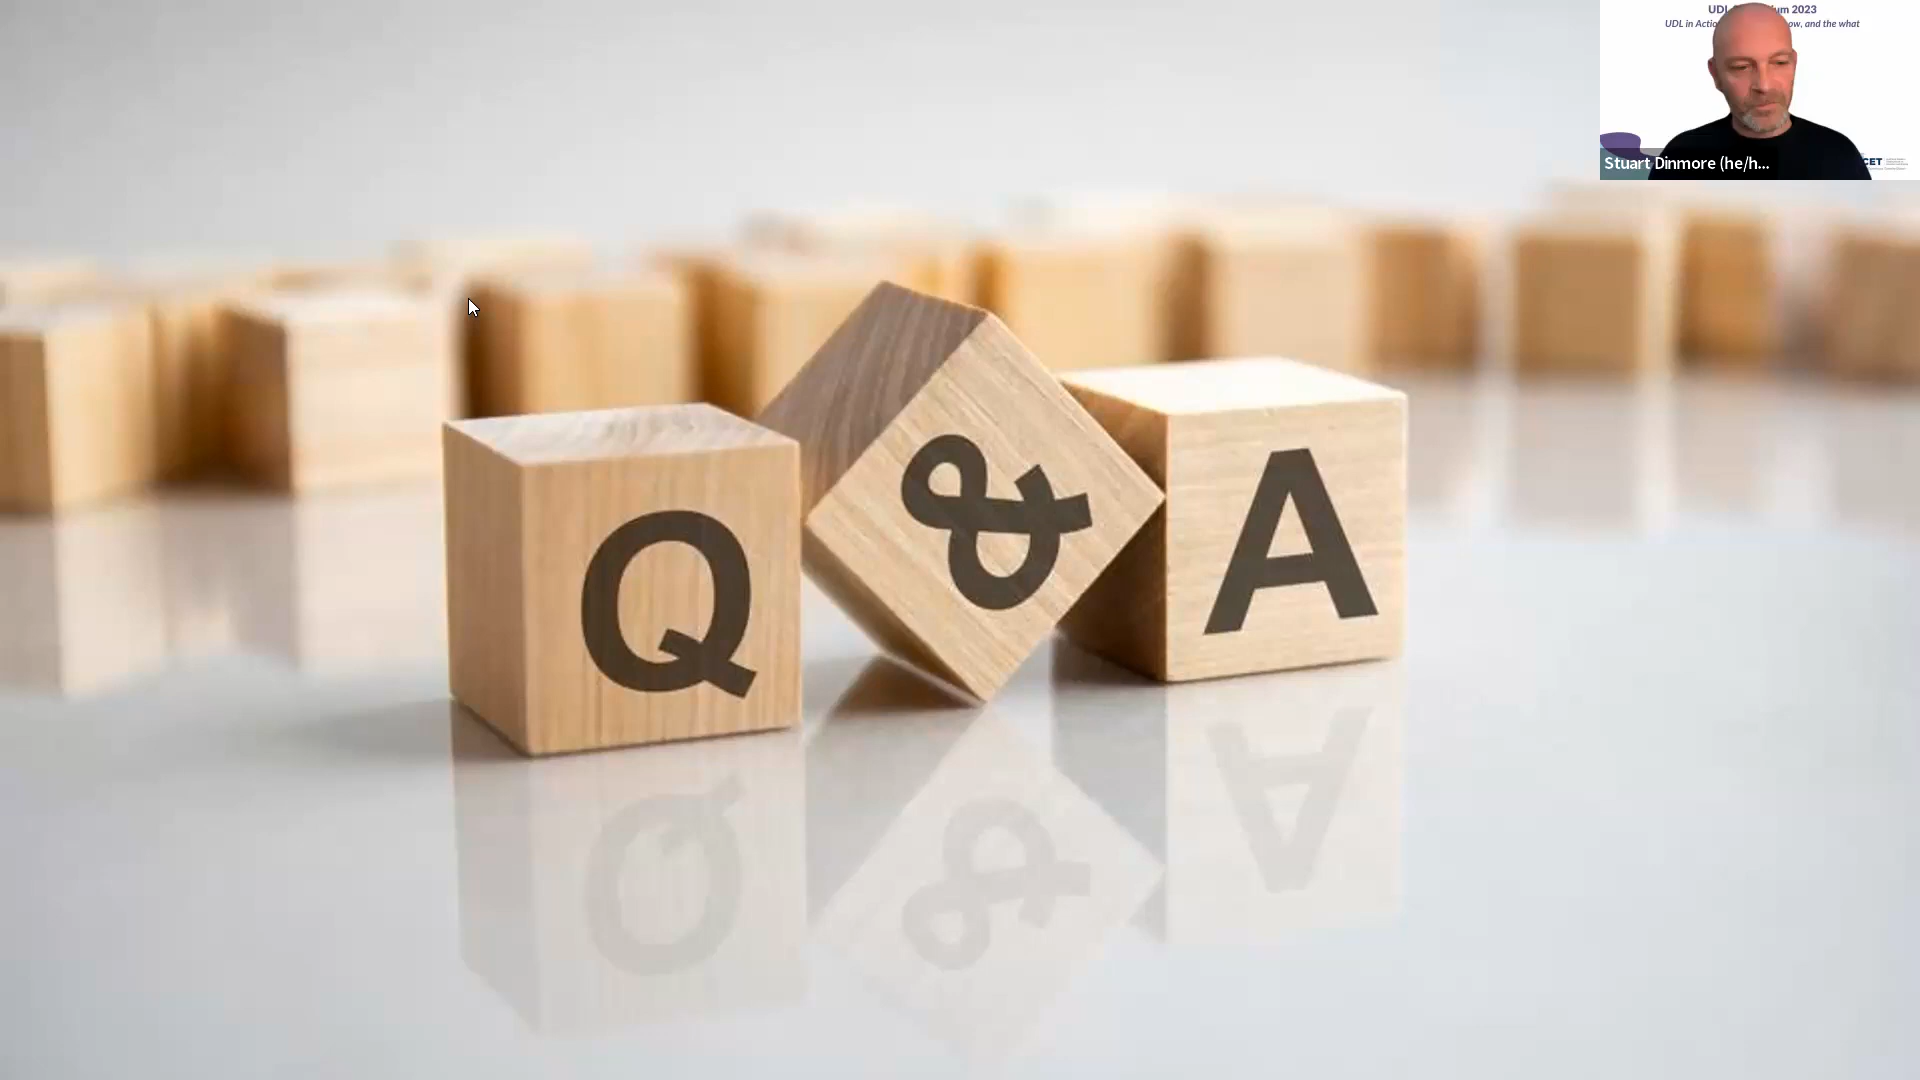 UDL
um 2023
UDL in Actio
ow, and the what
Stuart Dinmore (he/h...
CET
Q & A